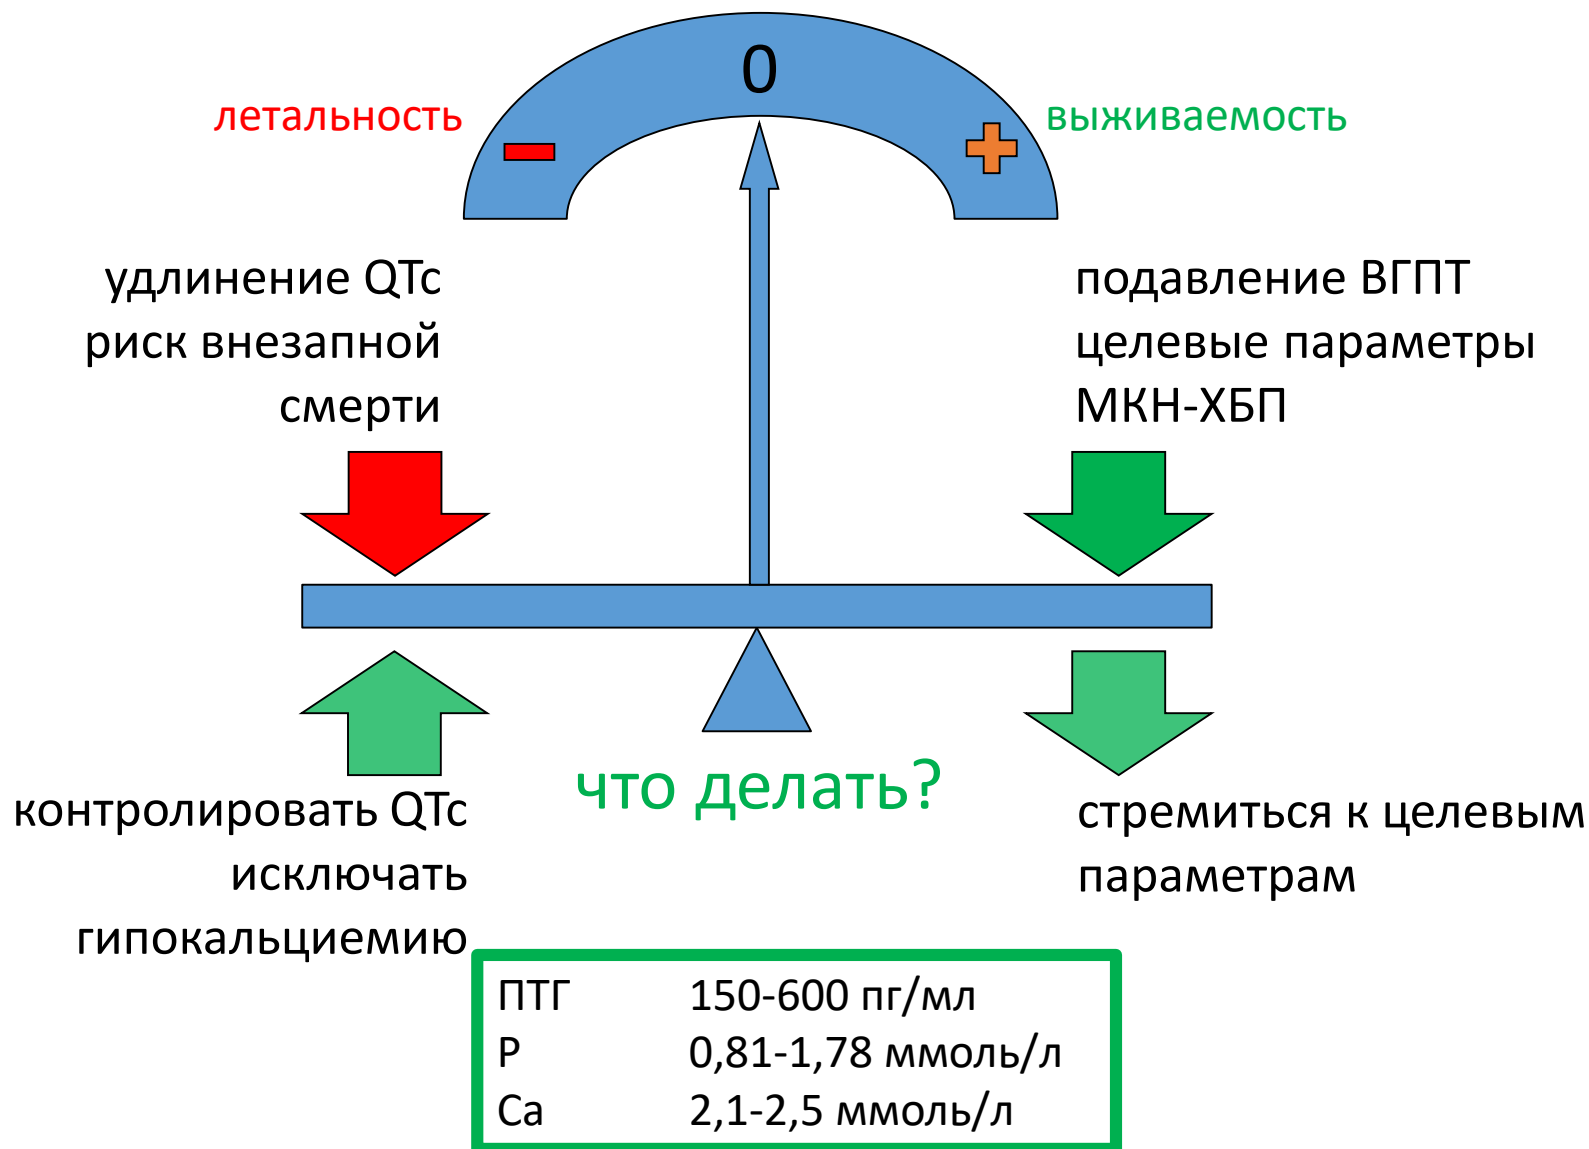 0
летальность
выживаемость
удлинение QTc
риск внезапной
смерти
подавление ВГПТ
целевые параметры
МКН-ХБП
что делать?
контролировать QTc
исключать
гипокальциемию
стремиться к целевым
параметрам
ПТГ 150-600 пг/мл
P 0,81-1,78 ммоль/л
Ca 2,1-2,5 ммоль/л